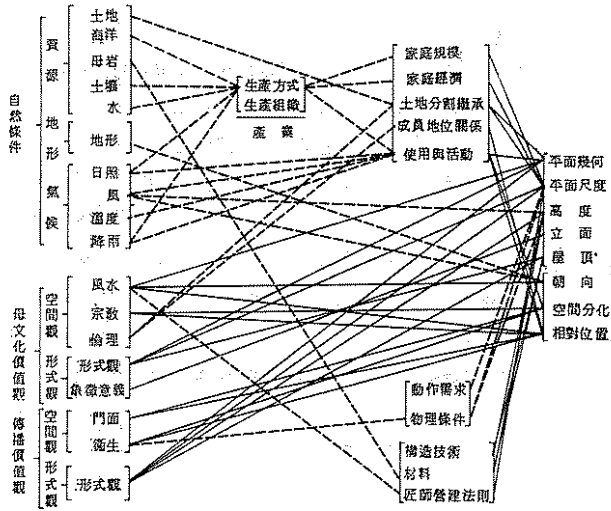 自然條件
資源
土地
海洋
母岩
土壤
水
地形
地形
氣候
日照
風
溫度
降雨
母文化價值觀
空間觀
風水
宗教
倫理
形式觀
形式觀
象徵意義
傳播價值觀
空間觀
門面
衛生
形式觀
形式觀
生產方式
生產組織
產業
家庭規模
家庭經濟
土地分割繼承
成員地位關係
使用與活動
動作需求
物理條件
構造技術
材料
匠師營建法則
平面幾何
平面尺度
高度
立面
屋頂
朝向
空間分化
相對位置